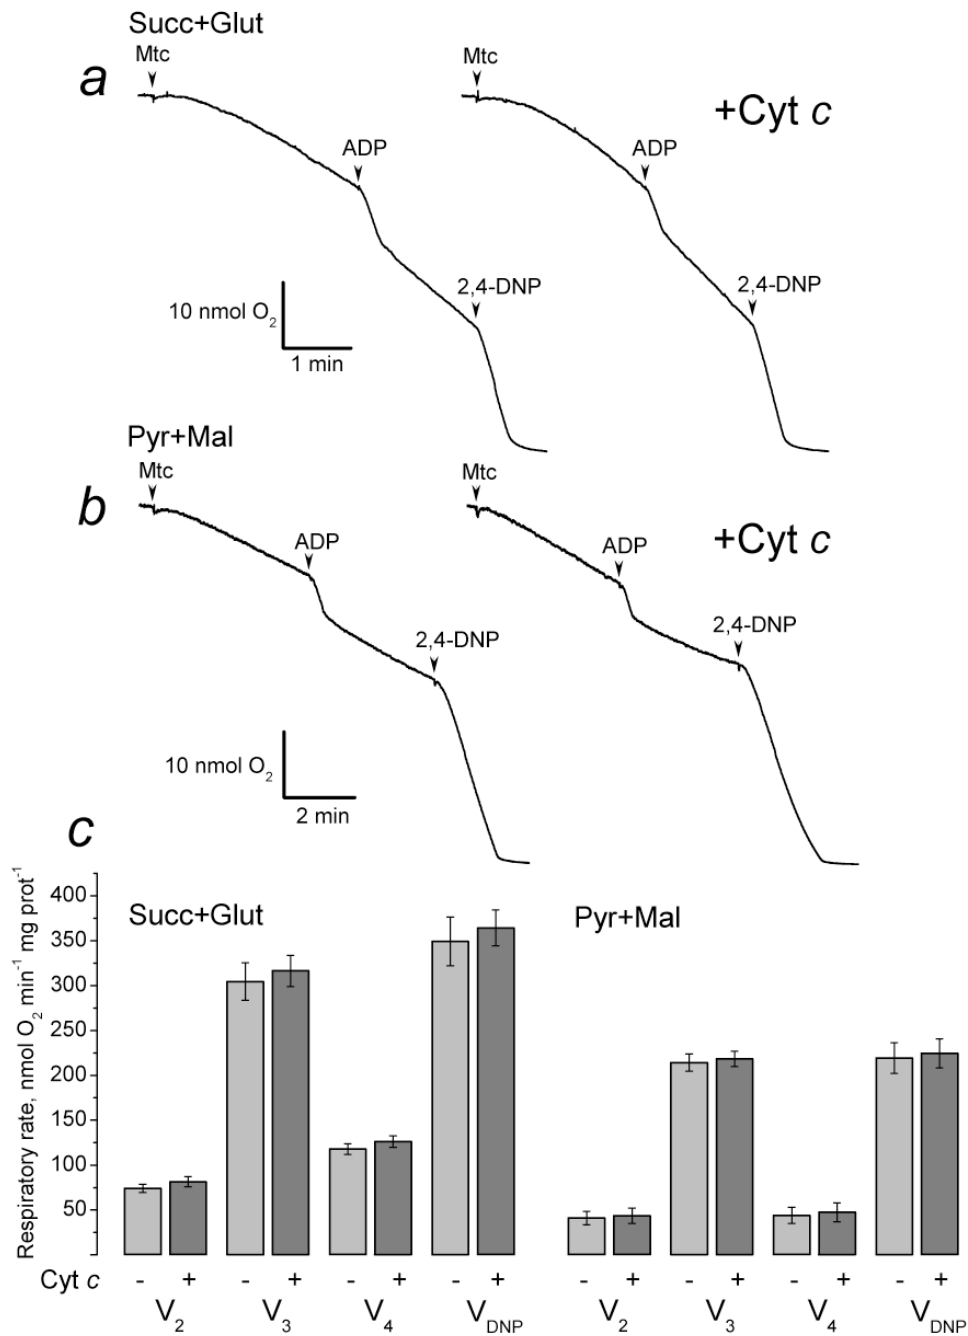 Succ+Glut
a
Mtc
Mtc
+Cyt c
ADP
ADP
2,4-DNP
2,4-DNP
10 nmol O2
1 min
Pyr+Mal
b
Mtc
Mtc
+Cyt c
ADP
ADP
2,4-DNP
2,4-DNP
10 nmol O2
2 min
c
Respiratory rate, nmol O2 min-1 mg prot-1
400
350
300
250
200
150
100
50
Succ+Glut
Pyr+Mal
Cyt c - + - + - + - + - + - + - + - +
V2 V3 V4 VDNP V2 V3 V4 VDNP